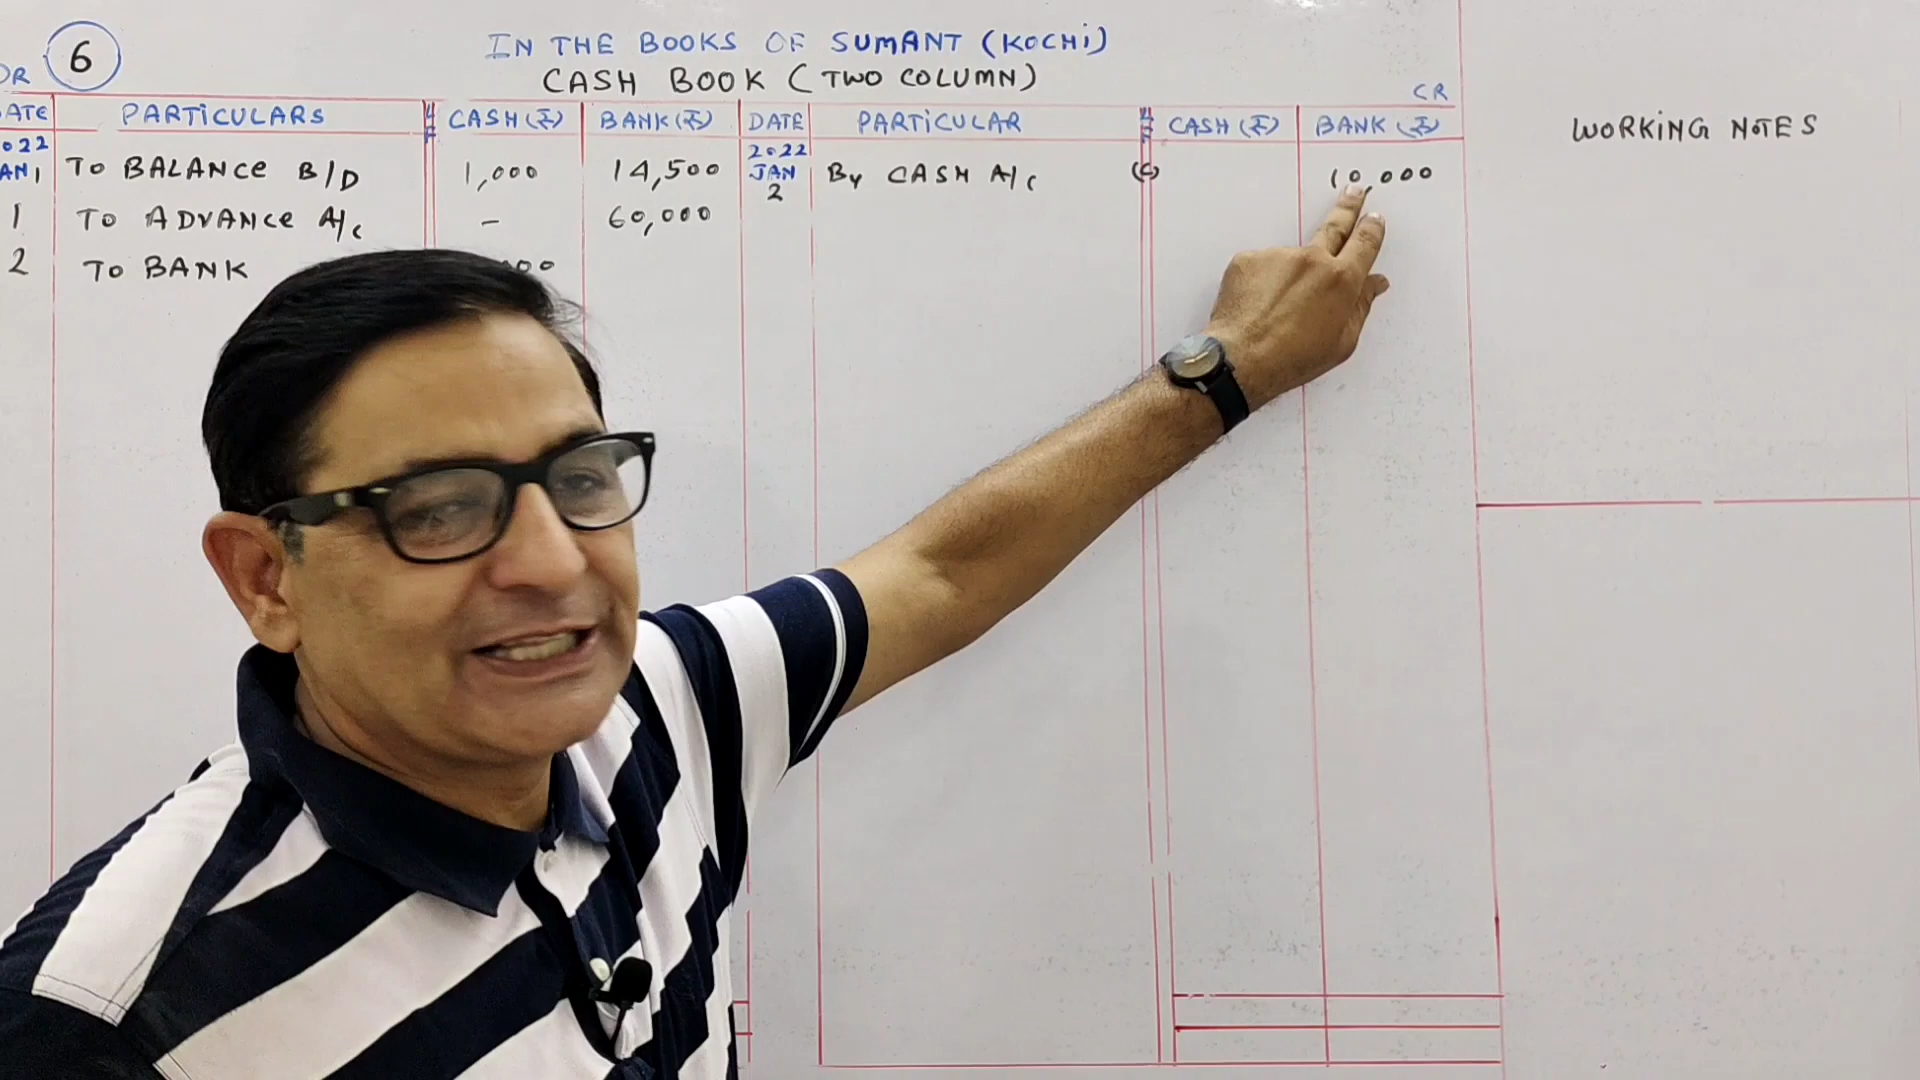 6
IN THE BOOKS OF SUMANT (KOCHI)
CASH BOOK (TWO COLUMN)
DR CR
DATE PARTICULARS LF CASH (₹) BANK (₹) DATE PARTICULAR LF CASH (₹) BANK (₹) WORKING NOTES
2022 2022
JAN 1 TO BALANCE B/D 1,000 14,500 JAN 2 BY CASH A/C (C) 10,000
1 TO ADVANCE A/C - 60,000
2 TO BANK